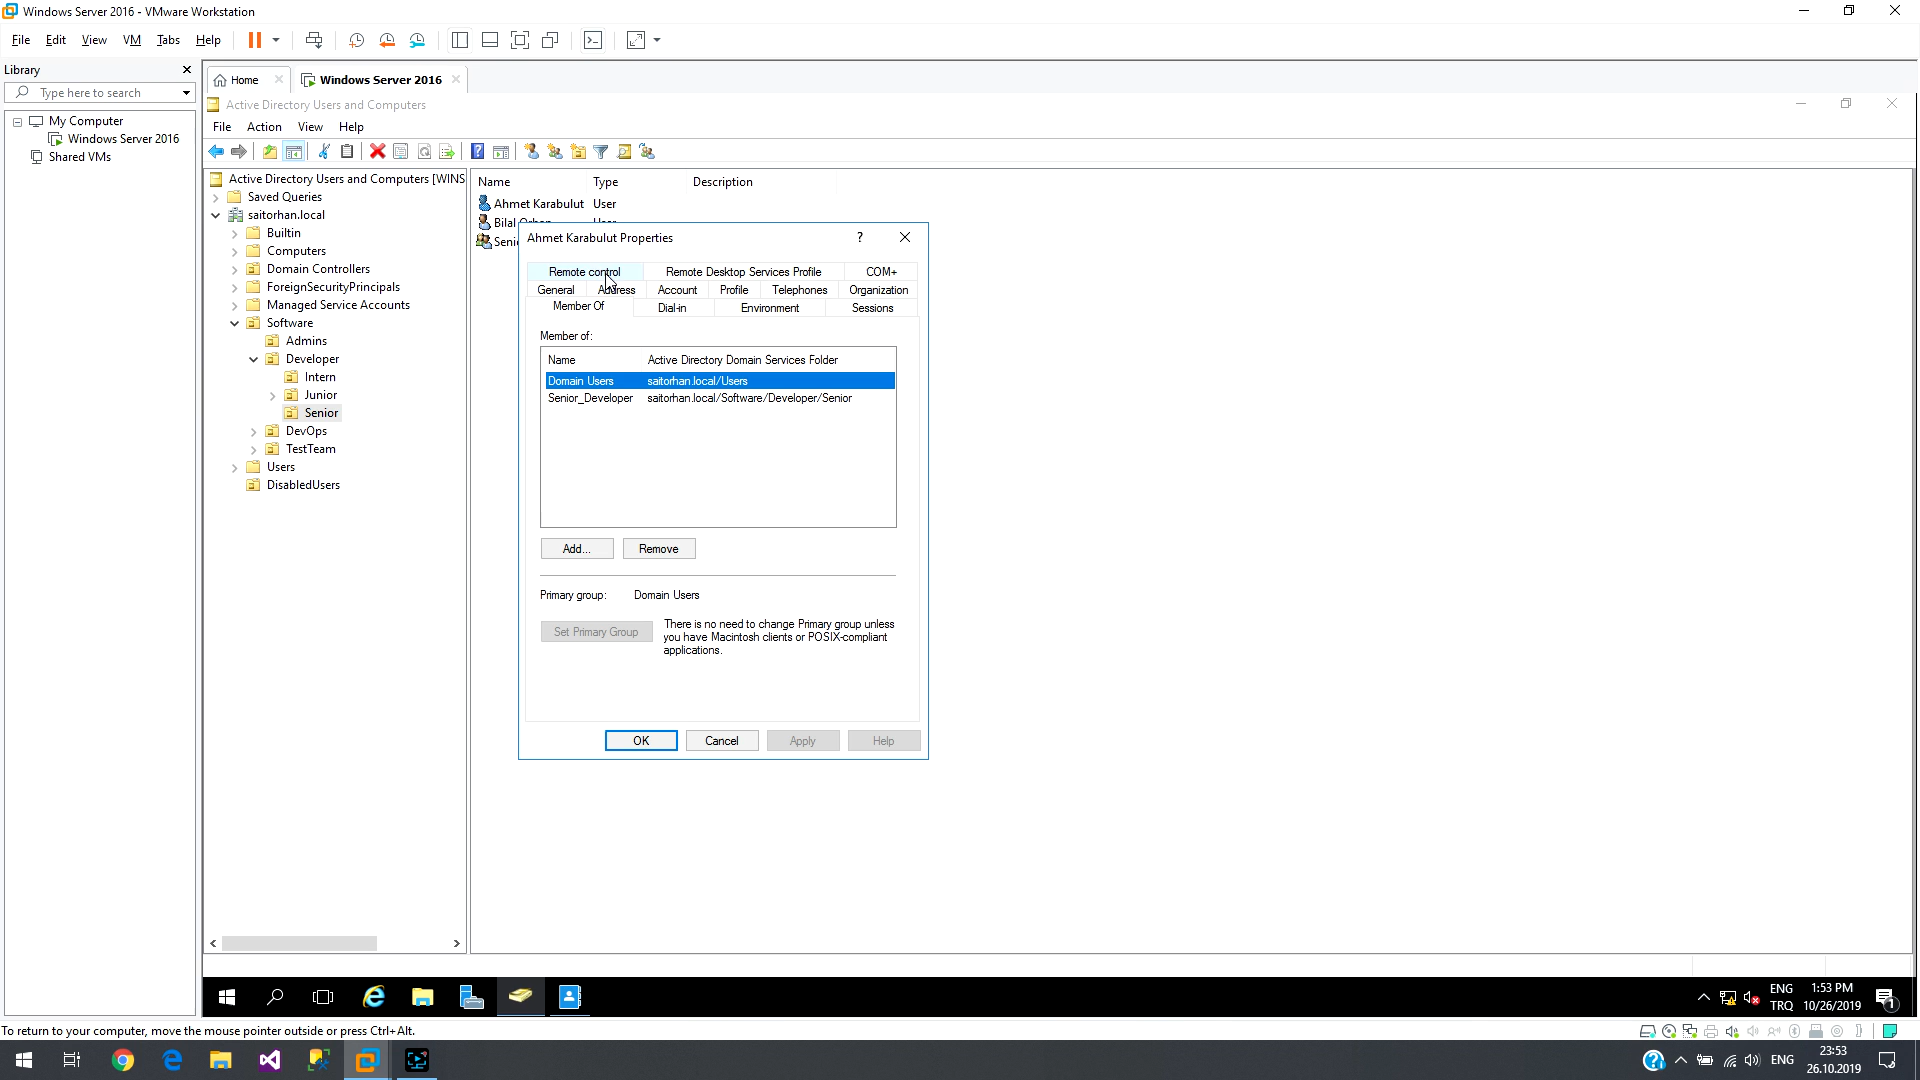 Windows Server 2016 - VMware Workstation
File Edit View VM Tabs Help
Library
Type here to search
My Computer
Windows Server 2016
Shared VMs
Home
Windows Server 2016
Active Directory Users and Computers
File Action View Help
Active Directory Users and Computers [WINS
Saved Queries
saitorhan.local
Builtin
Computers
Domain Controllers
ForeignSecurityPrincipals
Managed Service Accounts
Software
Admins
Developer
Intern
Junior
Senior
DevOps
TestTeam
Users
DisabledUsers
Name Type Description
Ahmet Karabulut User
Bilal
Ahmet Karabulut Properties
?
Remote control Remote Desktop Services Profile COM+
General Address Account Profile Telephones Organization
Member Of Dial-in Environment Sessions
Member of:
Name Active Directory Domain Services Folder
Domain Users saitorhan.local/Users
Senior_Developer saitorhan.local/Software/Developer/Senior
Add... Remove
Primary group: Domain Users
Set Primary Group
There is no need to change Primary group unless
you have Macintosh clients or POSIX-compliant
applications.
OK Cancel Apply Help
ENG 1:53 PM
TRQ 10/26/2019
1
To return to your computer, move the mouse pointer outside or press Ctrl+Alt.
ENG
23:53
26.10.2019